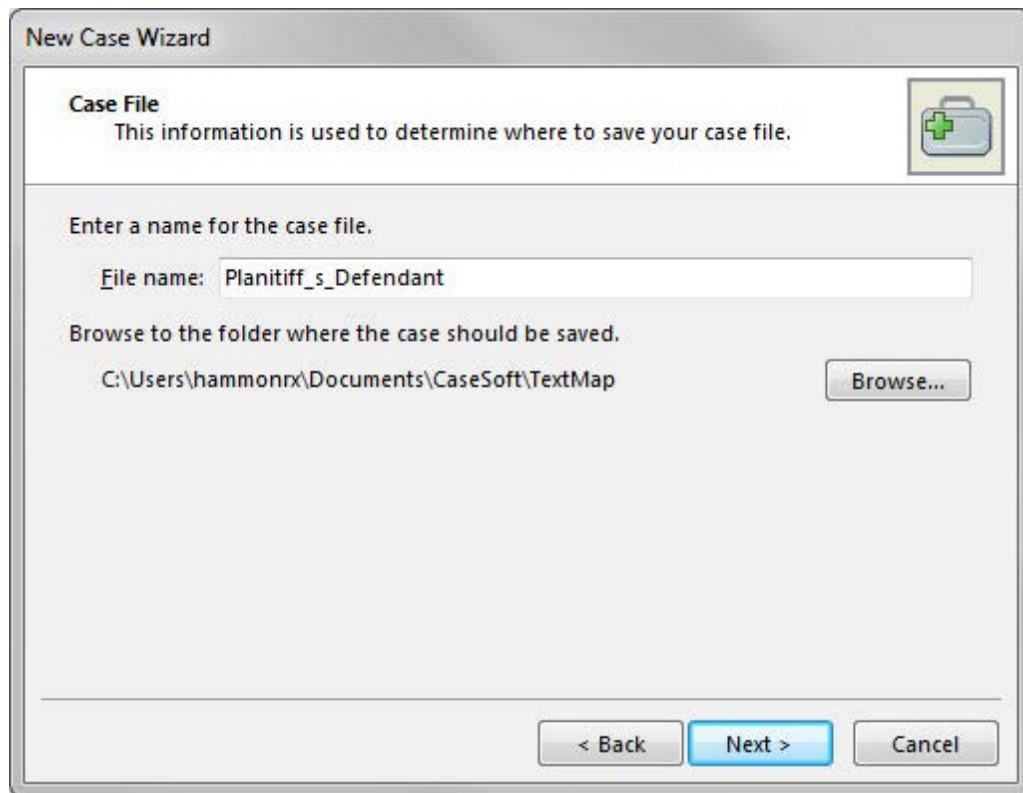 New Case Wizard
Case File
This information is used to determine where to save your case file.
Enter a name for the case file.
File name: Planitiff_s_Defendant
Browse to the folder where the case should be saved.
C:\Users\hammonrx\Documents\CaseSoft\TextMap Browse...
< Back Next > Cancel